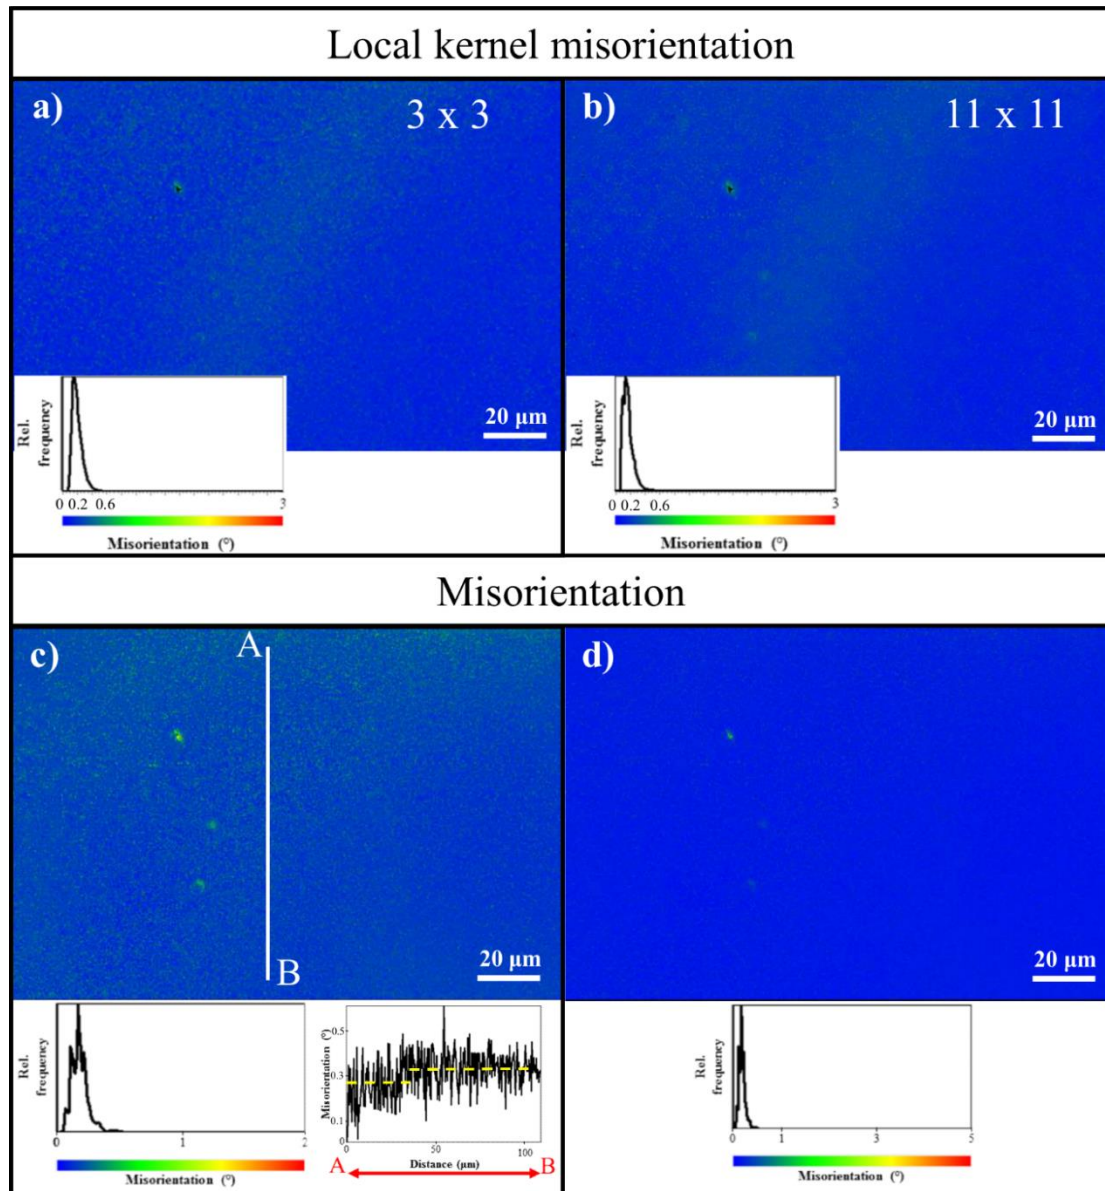 Local kernel misorientation
a)
3 x 3
b)
11 x 11
20 µm
20 µm
Rel.
frequency
0 0.2 0.6
3
Misorientation (°)
Rel.
frequency
0 0.2 0.6
3
Misorientation (°)
Misorientation
c)
A
B
20 µm
d)
20 µm
Rel.
frequency
0
1
2
Misorientation (°)
Misorientation
(°)
0.5
0.3
0.1
0
0
50
100
Distance (µm)
A
B
Rel.
frequency
0
1
3
5
Misorientation (°)